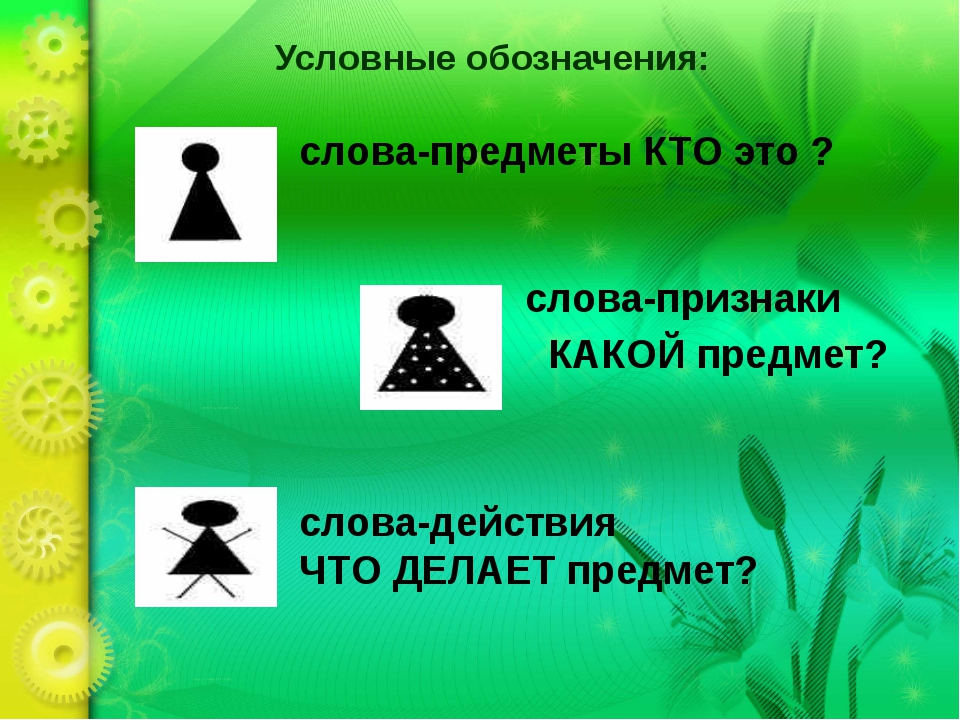 Условные обозначения:
слова-предметы КТО это ?
слова-признаки
КАКОЙ предмет?
слова-действия
ЧТО ДЕЛАЕТ предмет?